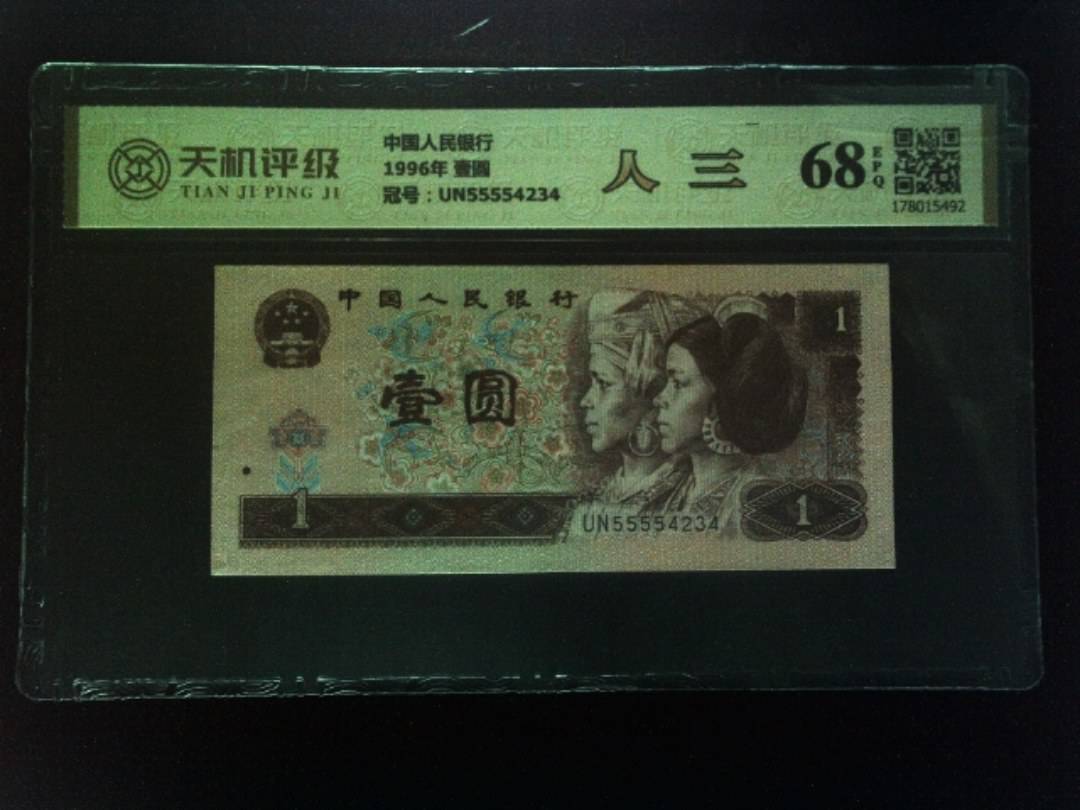 天机评级
TIAN JI PING JI
中国人民银行
1996年 壹圆
冠号：UN55554234
人 三
68
EPQ
178015492
中国人民银行
1
壹圆
1
UN55554234
1